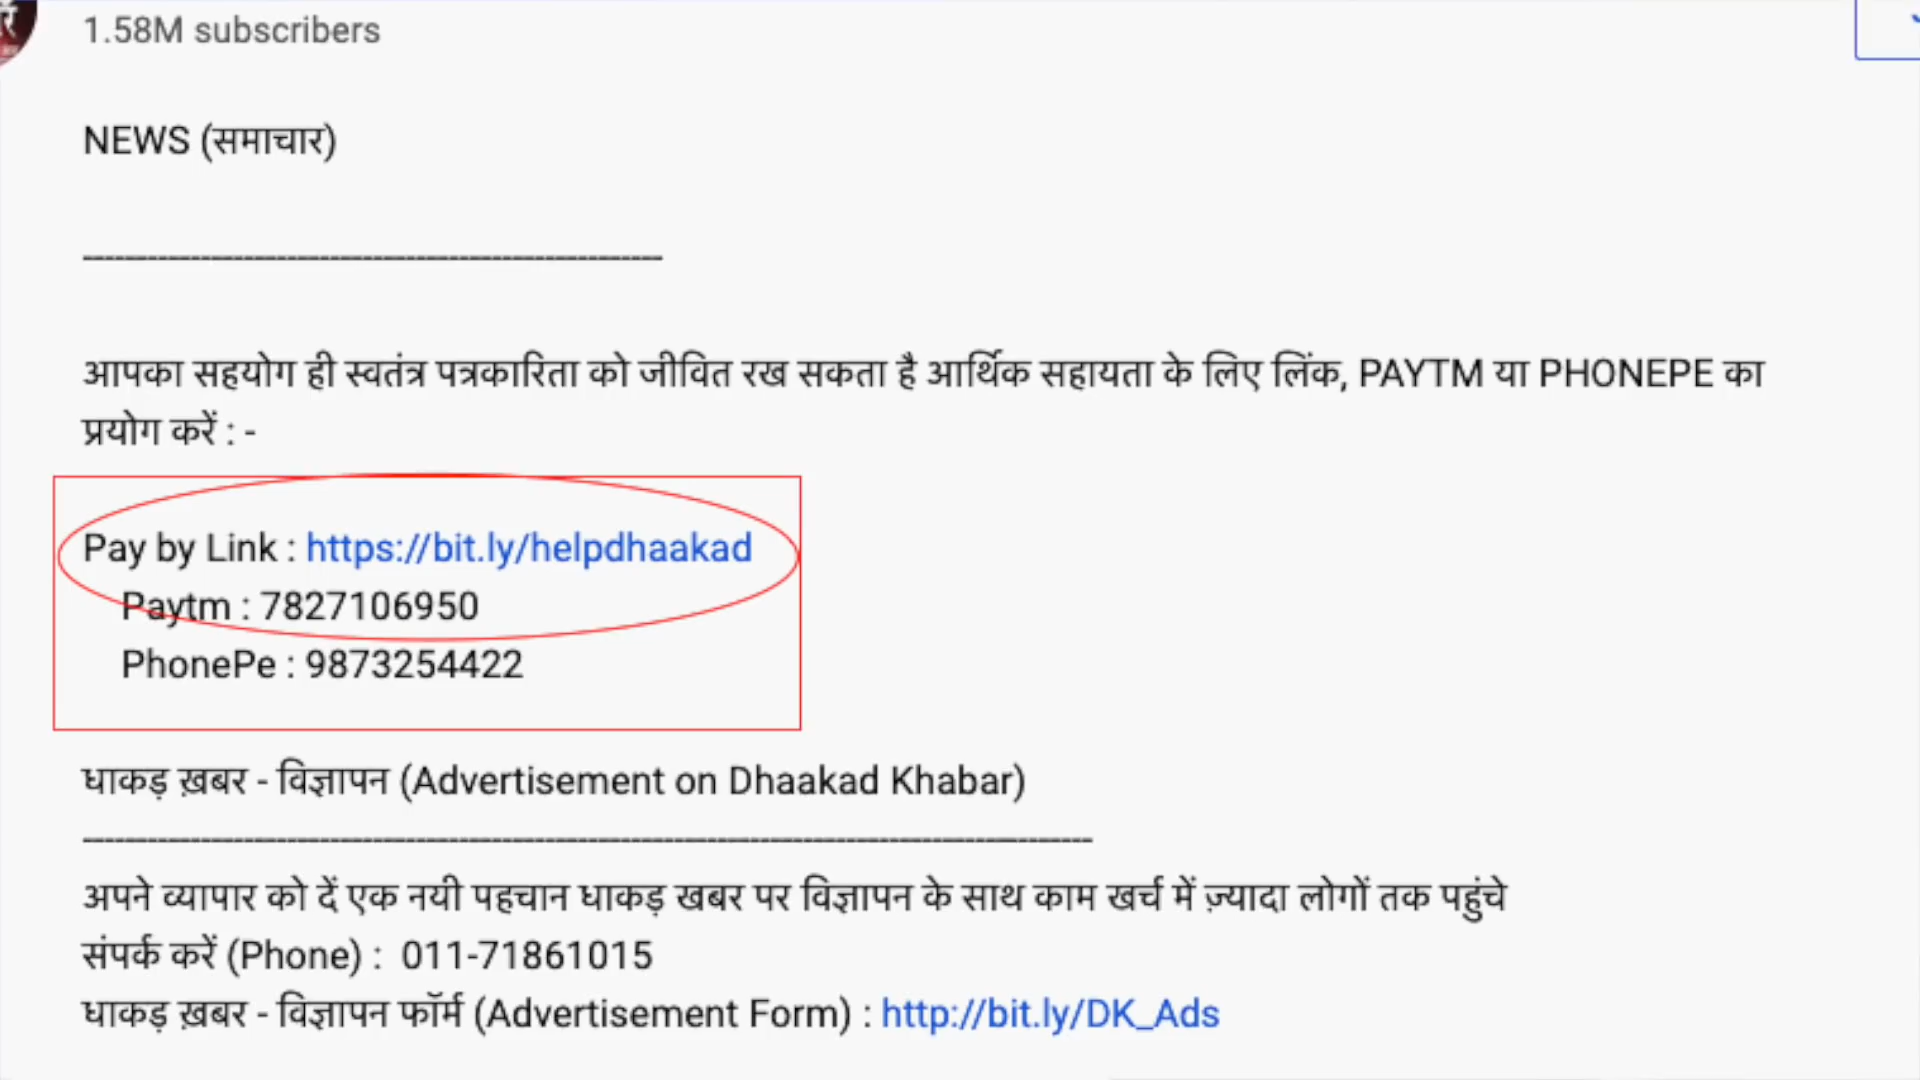 1.58M subscribers
NEWS (समाचार)
----------------------------------------------------------
आपका सहयोग ही स्वतंत्र पत्रकारिता को जीवित रख सकता है आर्थिक सहायता के लिए लिंक, PAYTM या PHONEPE का
प्रयोग करें : -
Pay by Link : https://bit.ly/helpdhaakad
Paytm : 7827106950
PhonePe : 9873254422
धाकड़ ख़बर - विज्ञापन (Advertisement on Dhaakad Khabar)
-----------------------------------------------------------------------------------------------------
अपने व्यापार को दें एक नयी पहचान धाकड़ खबर पर विज्ञापन के साथ काम खर्च में ज़्यादा लोगों तक पहुंचे
संपर्क करें (Phone) : 011-71861015
धाकड़ ख़बर - विज्ञापन फॉर्म (Advertisement Form) : http://bit.ly/DK_Ads